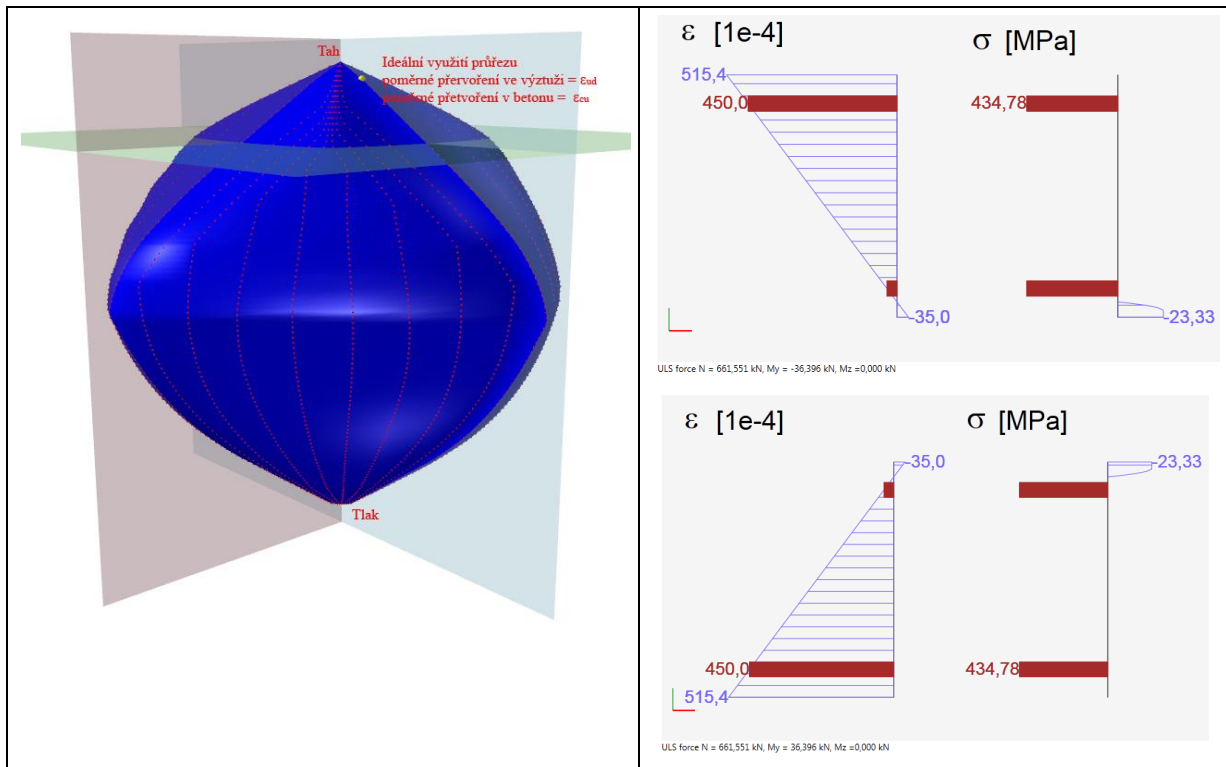 Tah
Ideální využití průřezu
poměrné přervoření ve výztuži = εud
poměrné přetvoření v betonu = εcu
Tlak
ε [1e-4]
σ [MPa]
515,4
450,0
434,78
-35,0
-23,33
ULS force N = 661,551 kN, My = -36,396 kN, Mz =0,000 kN
ε [1e-4]
σ [MPa]
-35,0
-23,33
450,0
434,78
515,4
ULS force N = 661,551 kN, My = 36,396 kN, Mz =0,000 kN